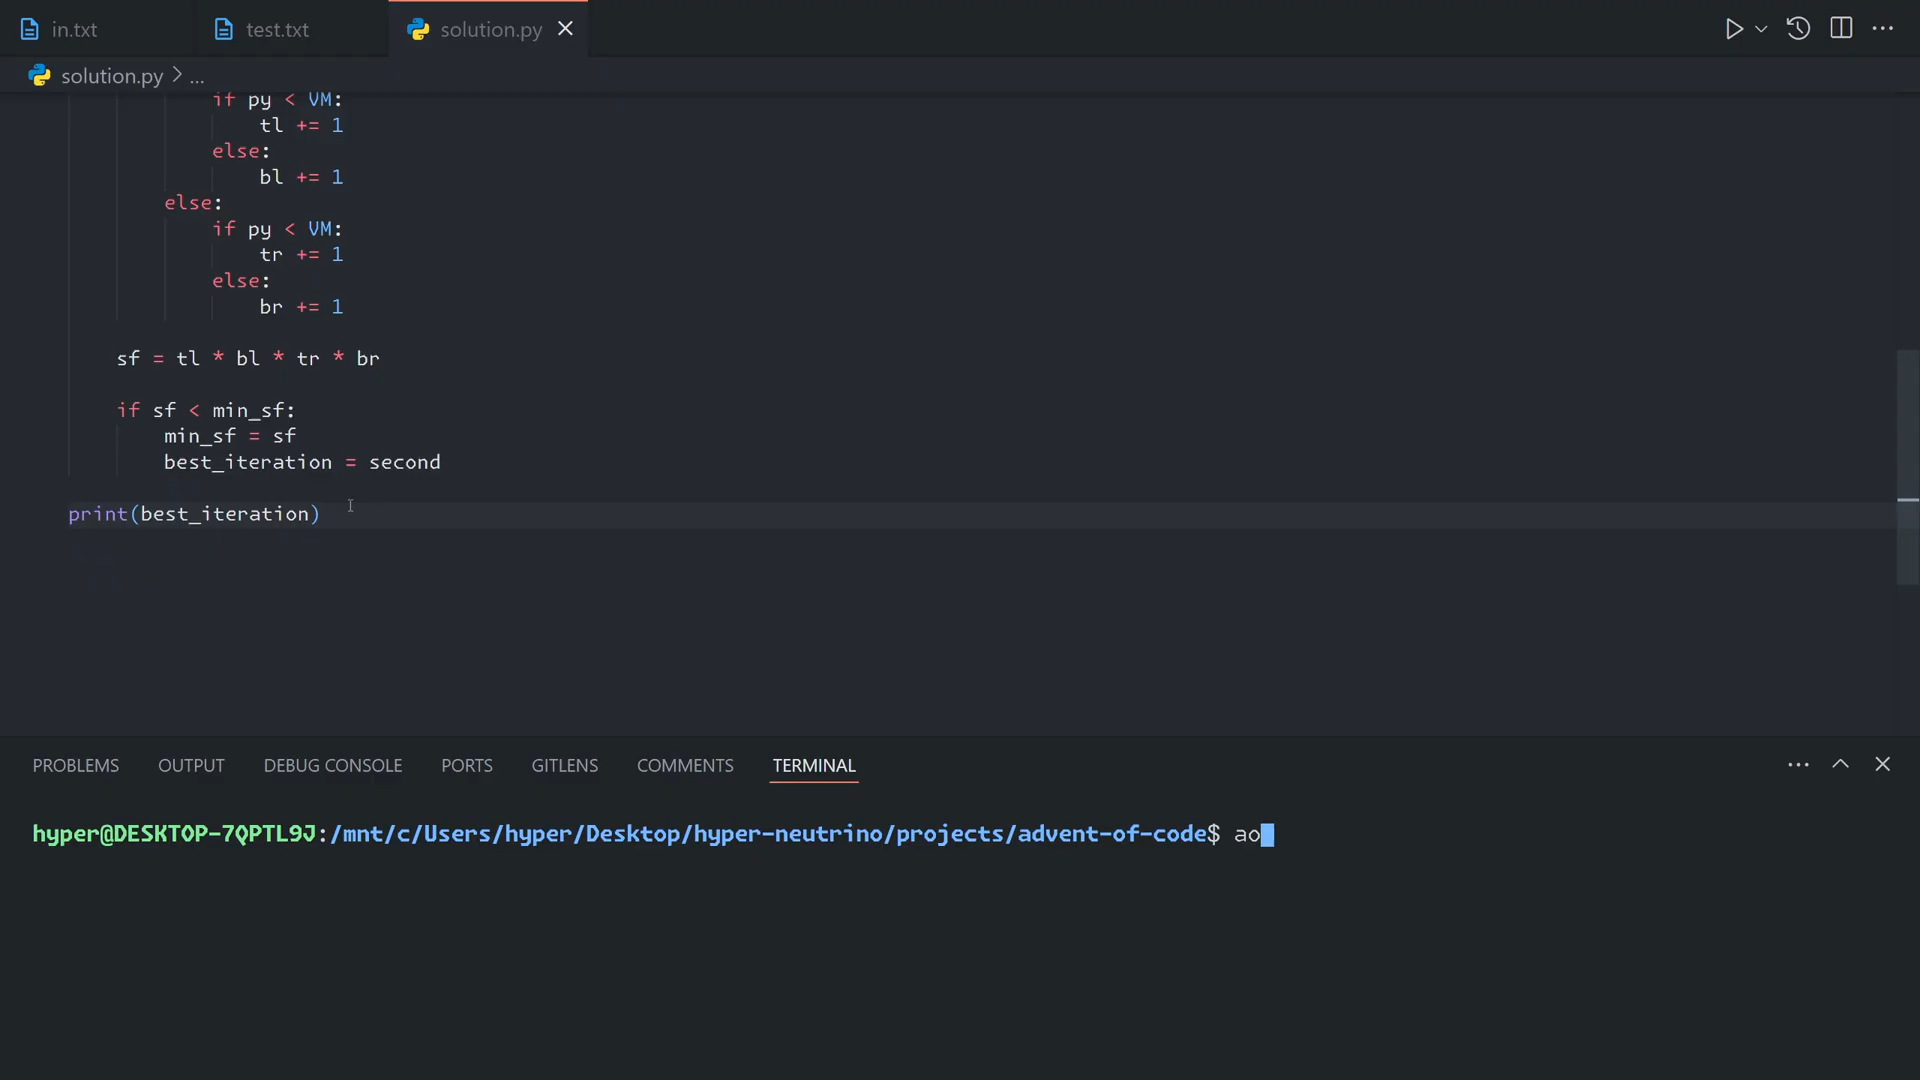 in.txt test.txt solution.py
solution.py > ...
if py < VM:
tl += 1
else:
bl += 1
else:
if py < VM:
tr += 1
else:
br += 1
sf = tl * bl * tr * br
if sf < min_sf:
min_sf = sf
best_iteration = second
print(best_iteration)
PROBLEMS OUTPUT DEBUG CONSOLE PORTS GITLENS COMMENTS TERMINAL
hyper@DESKTOP-7QPTL9J:/mnt/c/Users/hyper/Desktop/hyper-neutrino/projects/advent-of-code$ ao